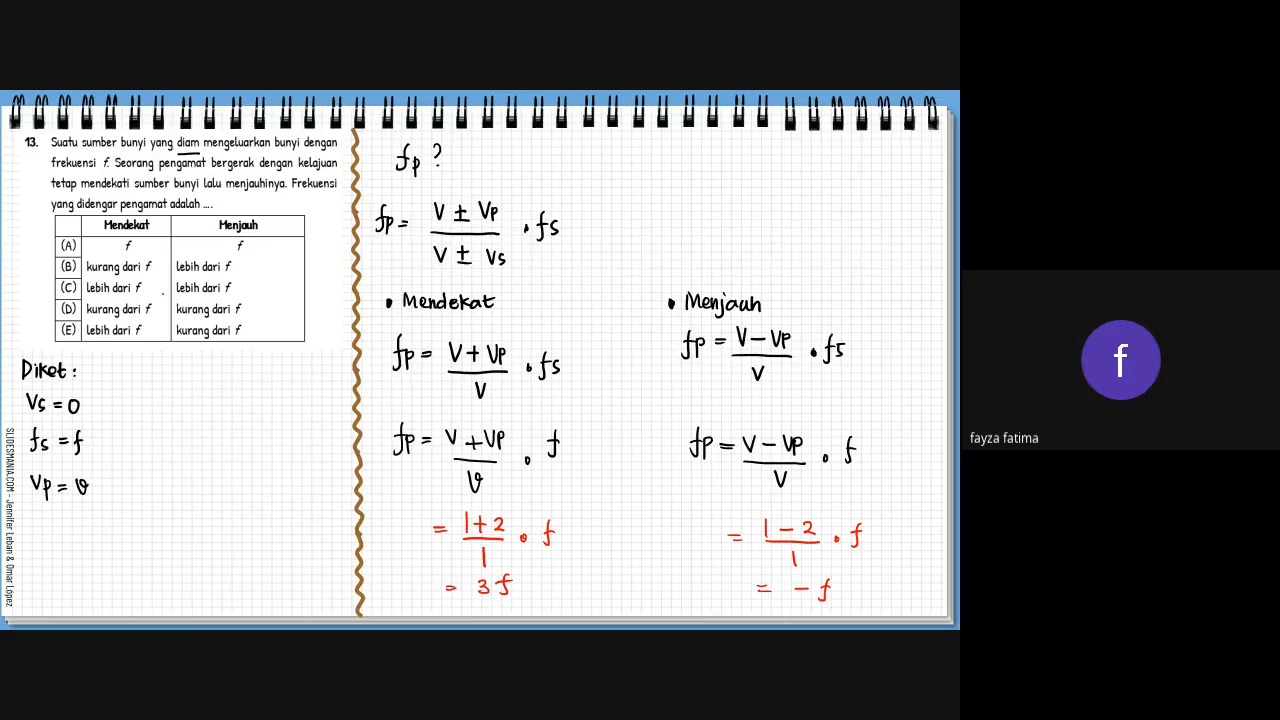 13. Suatu sumber bunyi yang diam mengeluarkan bunyi dengan
frekuensi f. Seorang pengamat bergerak dengan kelajuan
tetap mendekati sumber bunyi lalu menjauhinya. Frekuensi
yang didengar pengamat adalah ....
Mendekat Menjauh
(A) f f
(B) kurang dari f lebih dari f
(C) lebih dari f lebih dari f
(D) kurang dari f kurang dari f
(E) lebih dari f kurang dari f
Diket :
Vs = 0
fs = f
Vp = v
fp ?
fp = (V ± Vp) / (V ± Vs) . fs
• Mendekat
fp = (V + Vp) / V . fs
fp = (V + Vp) / v . f
= (1+2) / 1 . f
= 3 f
• Menjauh
fp = (V – Vp) / V . fs
fp = (V – Vp) / V . f
= (1 – 2) / 1 . f
= – f
SLIDESMANIA.COM - Jennifer Leban & Omar López
f
fayza fatima